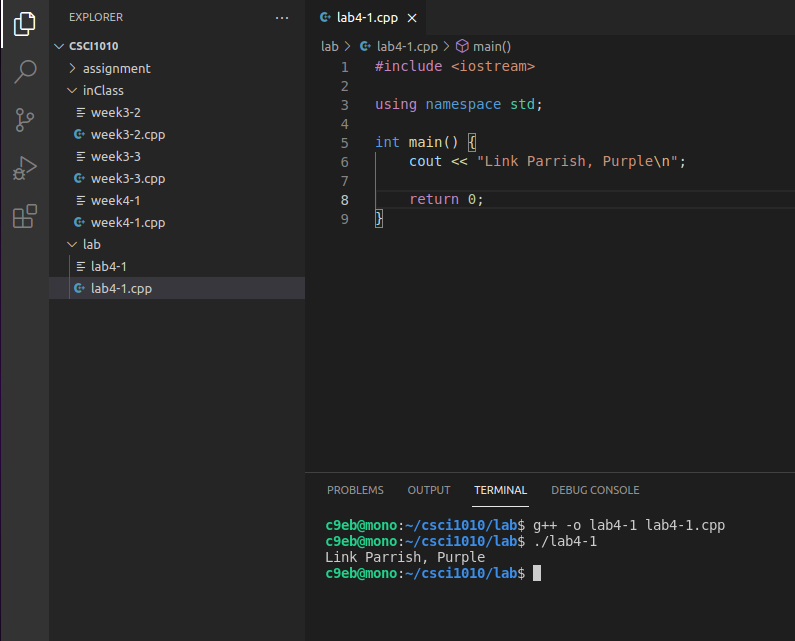 EXPLORER
CSCI1010
assignment
inClass
week3-2
week3-2.cpp
week3-3
week3-3.cpp
week4-1
week4-1.cpp
lab
lab4-1
lab4-1.cpp
lab4-1.cpp
lab > lab4-1.cpp > main()
1 #include <iostream>
2
3 using namespace std;
4
5 int main() {
6 cout << "Link Parrish, Purple\n";
7
8 return 0;
9 }
PROBLEMS OUTPUT TERMINAL DEBUG CONSOLE
c9eb@mono:~/csci1010/lab$ g++ -o lab4-1 lab4-1.cpp
c9eb@mono:~/csci1010/lab$ ./lab4-1
Link Parrish, Purple
c9eb@mono:~/csci1010/lab$